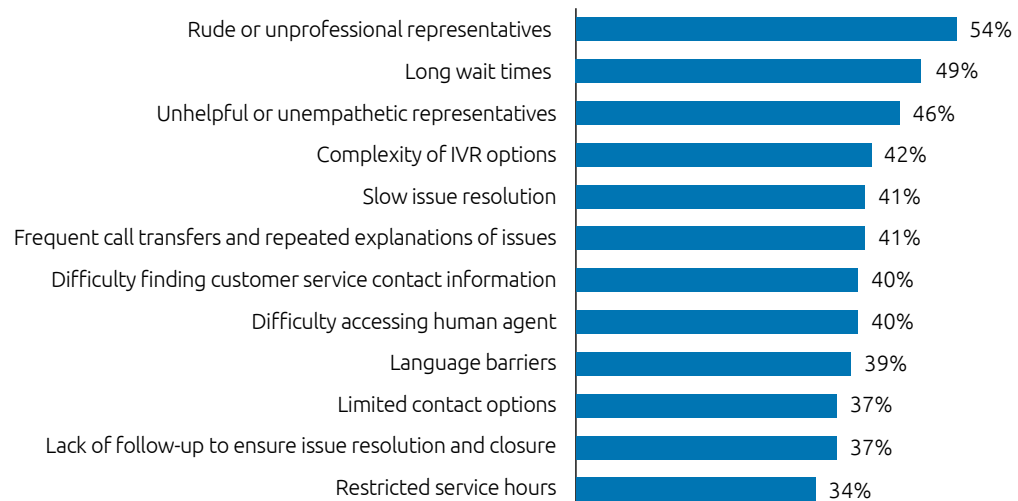 Rude or unprofessional representatives 54%
Long wait times 49%
Unhelpful or unempathetic representatives 46%
Complexity of IVR options 42%
Slow issue resolution 41%
Frequent call transfers and repeated explanations of issues 41%
Difficulty finding customer service contact information 40%
Difficulty accessing human agent 40%
Language barriers 39%
Limited contact options 37%
Lack of follow-up to ensure issue resolution and closure 37%
Restricted service hours 34%